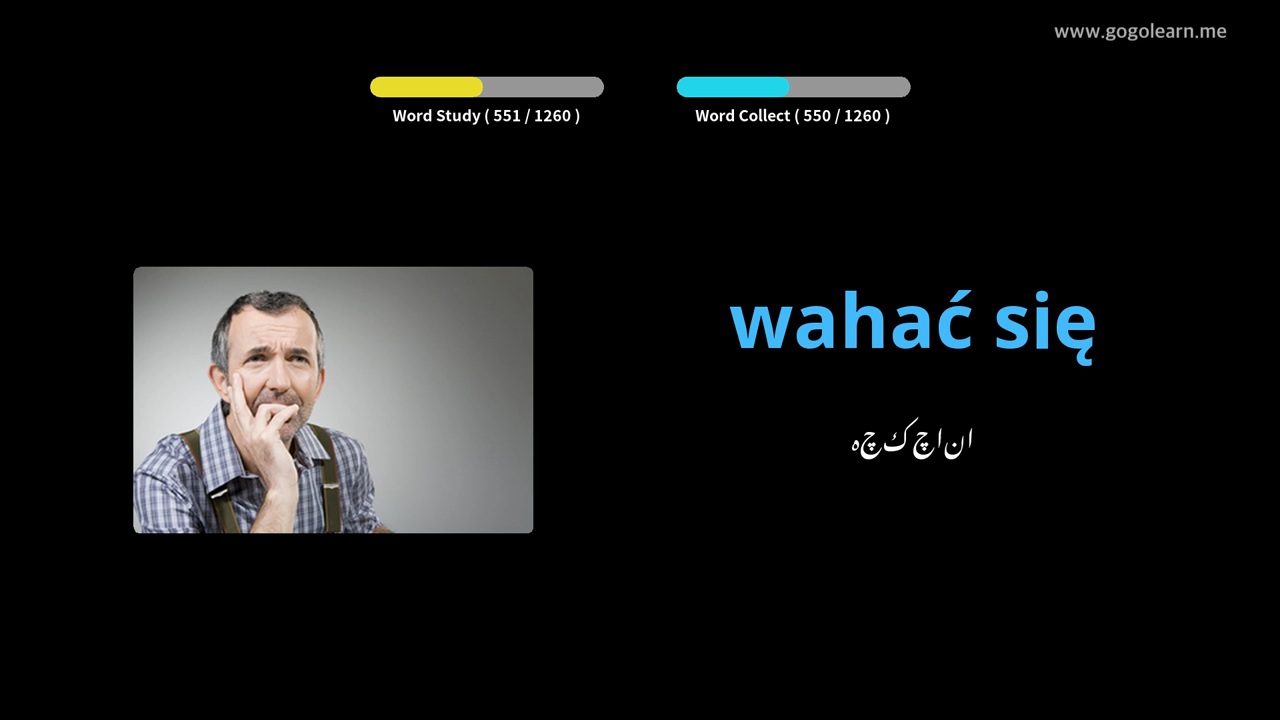 www.gogolearn.me
Word Study ( 551 / 1260 )
Word Collect ( 550 / 1260 )
wahać się
ان اچ ک چ ہ